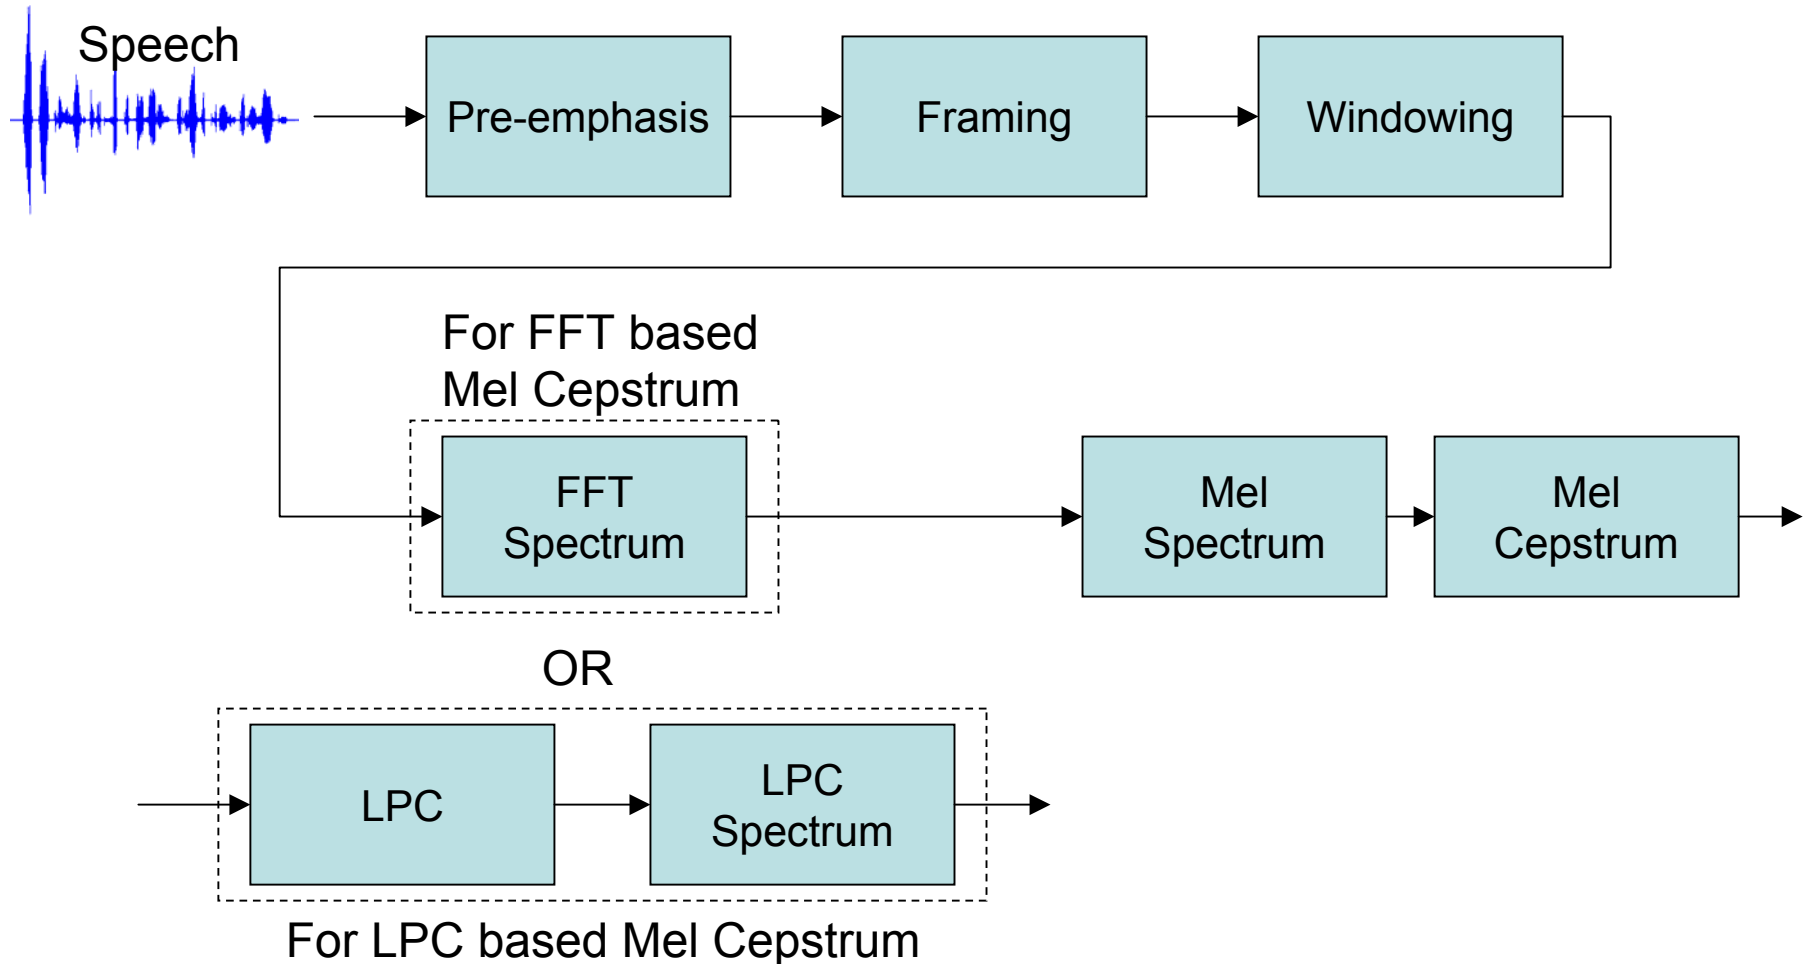 Speech
Pre-emphasis
Framing
Windowing
For FFT based
Mel Cepstrum
FFT
Spectrum
Mel
Spectrum
Mel
Cepstrum
OR
LPC
LPC
Spectrum
For LPC based Mel Cepstrum